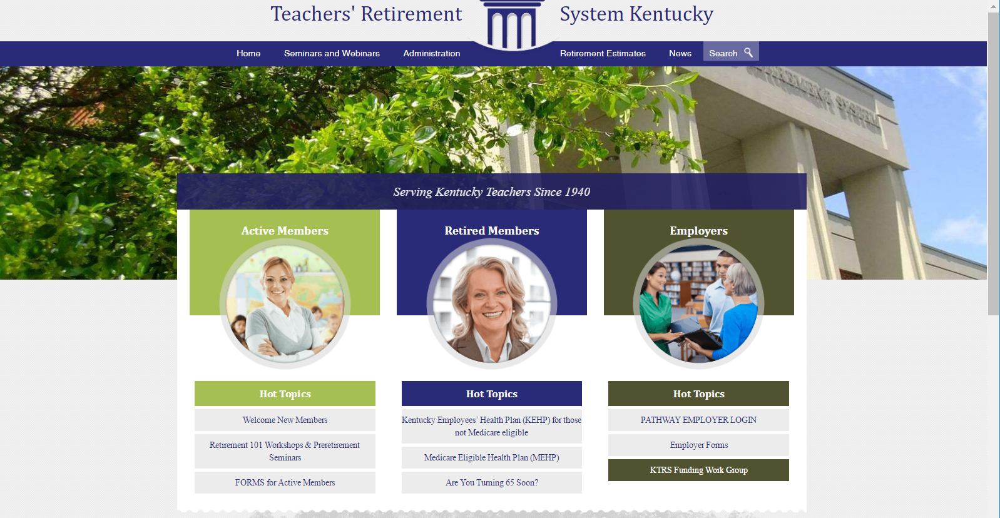 Teachers' Retirement System Kentucky
Home Seminars and Webinars Administration Retirement Estimates News Search
RETIREMENT SYSTEM
Serving Kentucky Teachers Since 1940
Active Members
Retired Members
Employers
Hot Topics
Welcome New Members
Retirement 101 Workshops & Preretirement
Seminars
FORMS for Active Members
Hot Topics
Kentucky Employees’ Health Plan (KEHP) for those
not Medicare eligible
Medicare Eligible Health Plan (MEHP)
Are You Turning 65 Soon?
Hot Topics
PATHWAY EMPLOYER LOGIN
Employer Forms
KTRS Funding Work Group